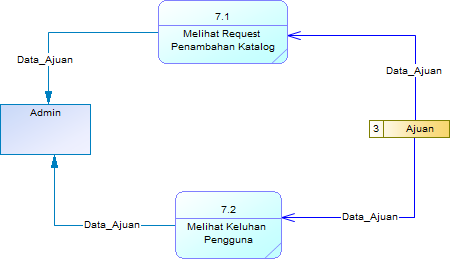 7.1
Melihat Request
Penambahan Katalog
Data_Ajuan
Data_Ajuan
Admin
3 Ajuan
7.2
Melihat Keluhan
Pengguna
Data_Ajuan
Data_Ajuan